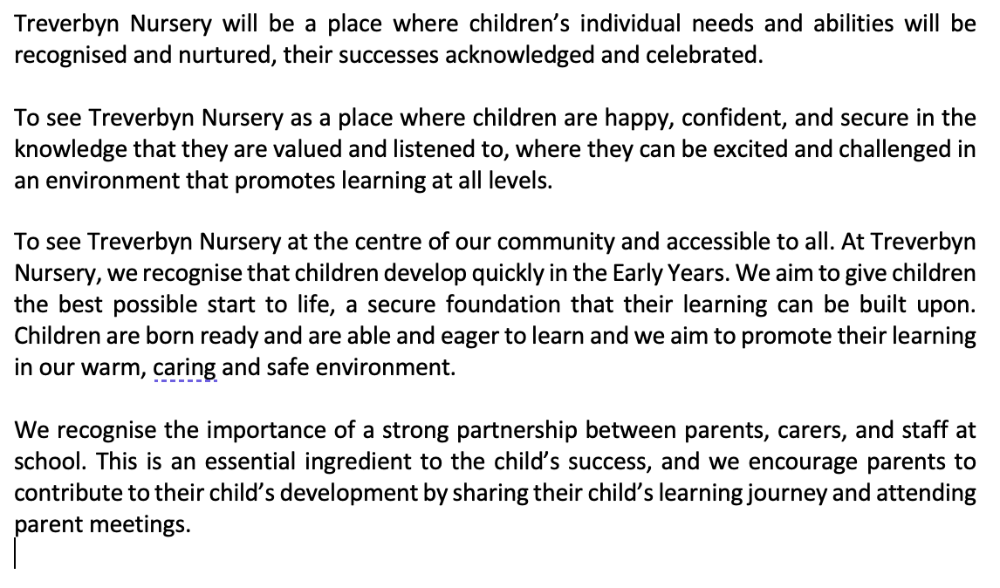 Treverbyn Nursery will be a place where children’s individual needs and abilities will be
recognised and nurtured, their successes acknowledged and celebrated.
To see Treverbyn Nursery as a place where children are happy, confident, and secure in the
knowledge that they are valued and listened to, where they can be excited and challenged in
an environment that promotes learning at all levels.
To see Treverbyn Nursery at the centre of our community and accessible to all. At Treverbyn
Nursery, we recognise that children develop quickly in the Early Years. We aim to give children
the best possible start to life, a secure foundation that their learning can be built upon.
Children are born ready and are able and eager to learn and we aim to promote their learning
in our warm, caring and safe environment.
We recognise the importance of a strong partnership between parents, carers, and staff at
school. This is an essential ingredient to the child’s success, and we encourage parents to
contribute to their child’s development by sharing their child’s learning journey and attending
parent meetings.